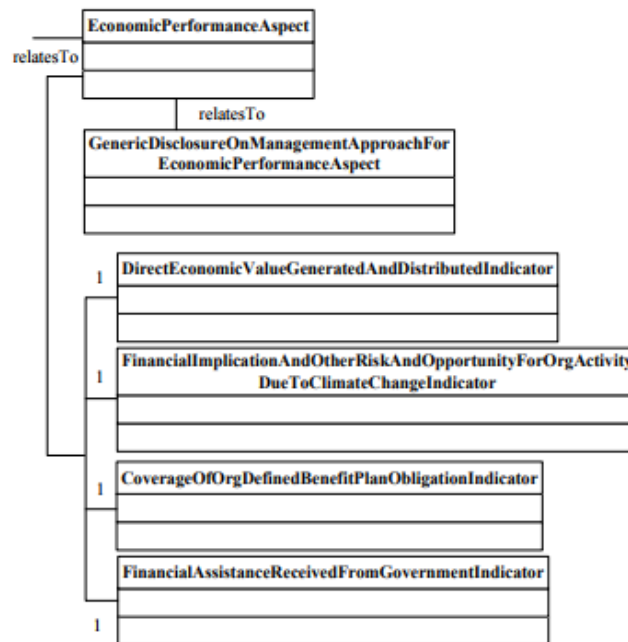 EconomicPerformanceAspect
relatesTo
relatesTo
GenericDisclosureOnManagementApproachFor
EconomicPerformanceAspect
1
DirectEconomicValueGeneratedAndDistributedIndicator
1
FinancialImplicationAndOtherRiskAndOpportunityForOrgActivity
DueToClimateChangeIndicator
1
CoverageOfOrgDefinedBenefitPlanObligationIndicator
FinancialAssistanceReceivedFromGovernmentIndicator
1